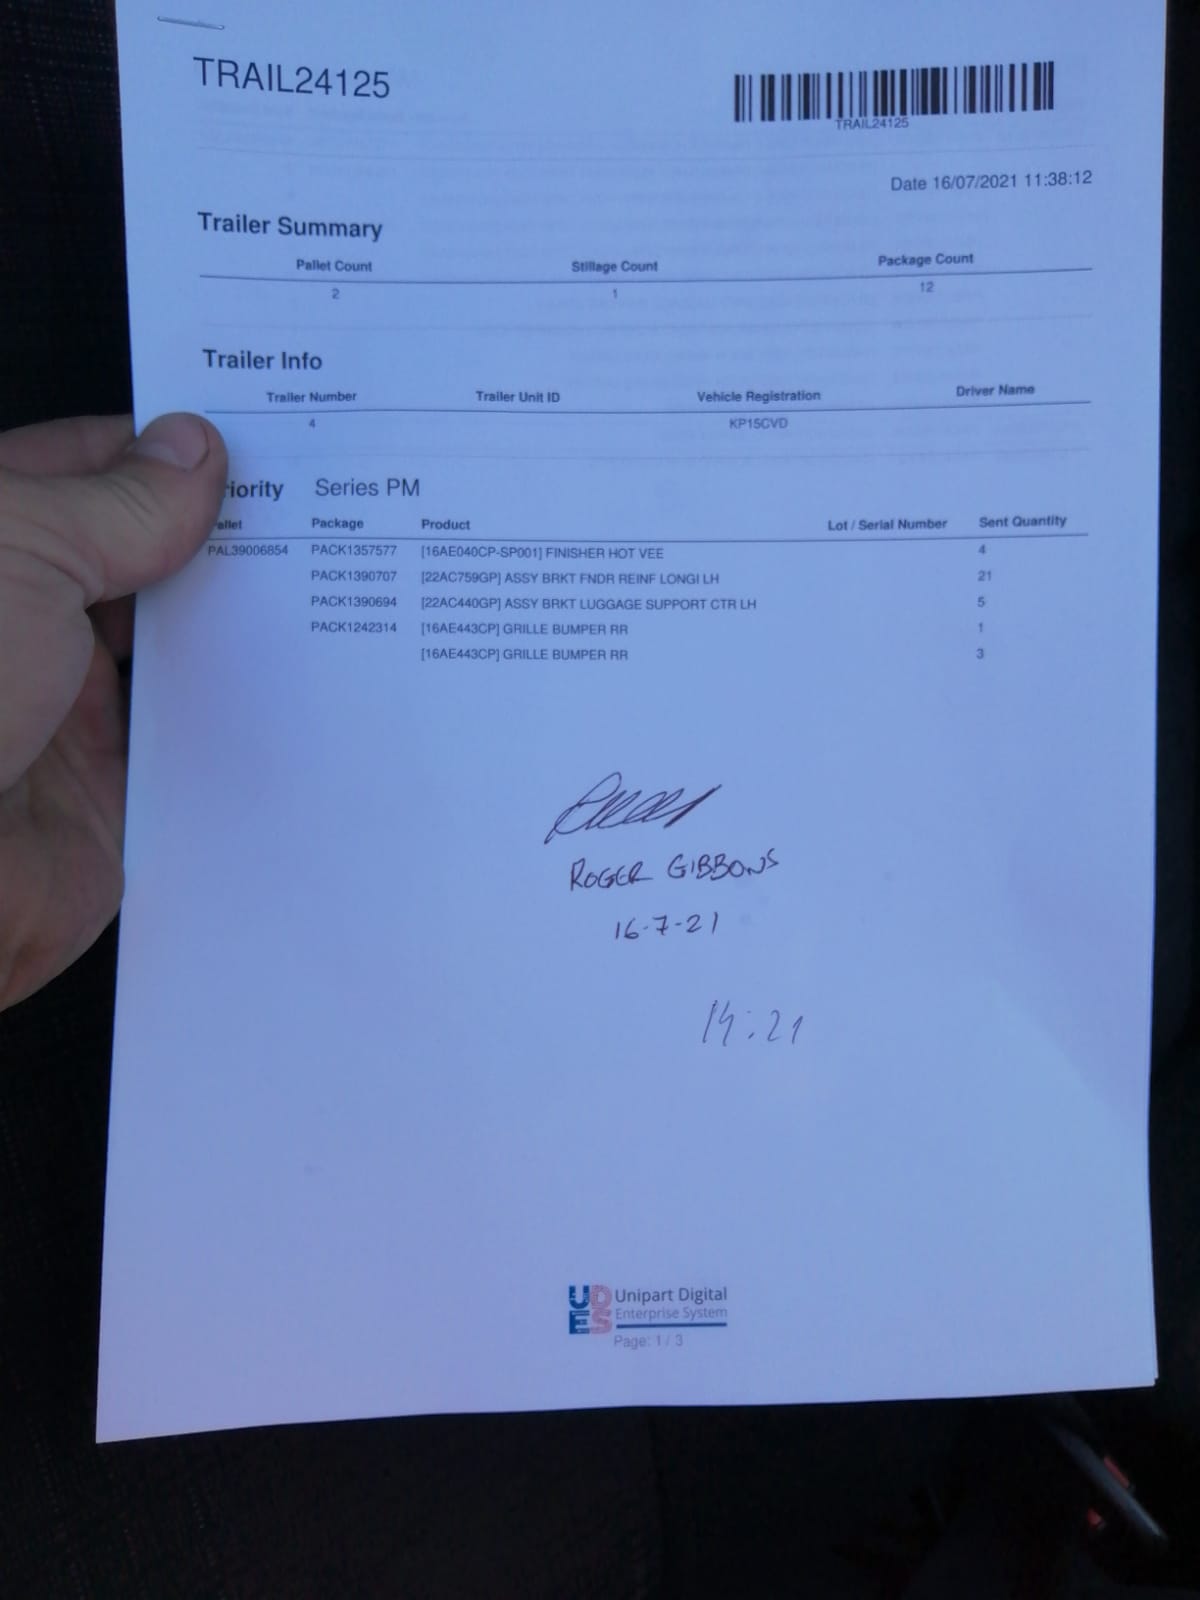 TRAIL24125
TRAIL24125
Date 16/07/2021 11:38:12
Trailer Summary
Pallet Count Stillage Count Package Count
2 1 12
Trailer Info
Trailer Number Trailer Unit ID Vehicle Registration Driver Name
4 KP15CVD
riority Series PM
allet Package Product Lot / Serial Number Sent Quantity
PAL39006854 PACK1357577 [16AE040CP-SP001] FINISHER HOT VEE 4
PACK1390707 [22AC759GP] ASSY BRKT FNDR REINF LONGI LH 21
PACK1390694 [22AC440GP] ASSY BRKT LUGGAGE SUPPORT CTR LH 5
PACK1242314 [16AE443CP] GRILLE BUMPER RR 1
[16AE443CP] GRILLE BUMPER RR 3
ROGER GIBBONS
16-7-21
14:21
UDES Unipart Digital
Enterprise System
Page: 1 / 3